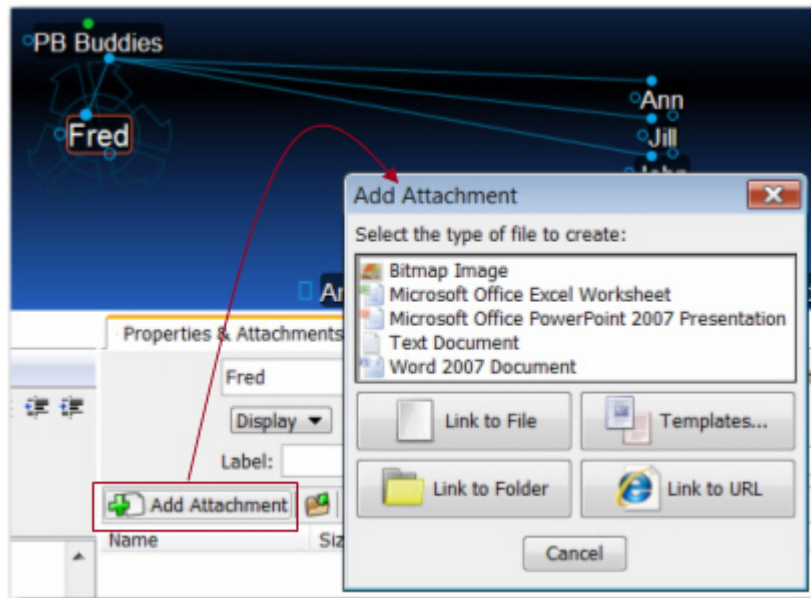 PB Buddies
Ann
Fred
Jill
Add Attachment
Select the type of file to create:
Bitmap Image
Microsoft Office Excel Worksheet
Microsoft Office PowerPoint 2007 Presentation
Text Document
Word 2007 Document
Link to File
Templates...
Link to Folder
Link to URL
Cancel
Properties & Attachments
Fred
Display
Label:
Add Attachment
Name